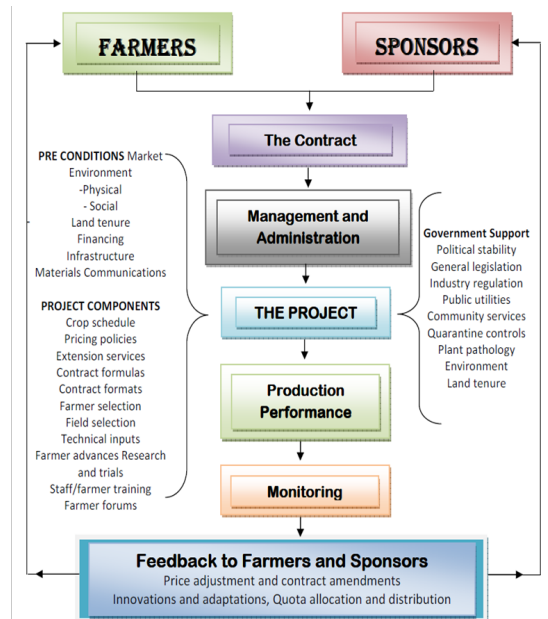 FARMERS
SPONSORS
The Contract
PRE CONDITIONS Market
Environment
-Physical
- Social
Land tenure
Financing
Infrastructure
Materials Communications
PROJECT COMPONENTS
Crop schedule
Pricing policies
Extension services
Contract formulas
Contract formats
Farmer selection
Field selection
Technical inputs
Farmer advances Research
and trials
Staff/farmer training
Farmer forums
Management and
Administration
THE PROJECT
Production
Performance
Monitoring
Government Support
Political stability
General legislation
Industry regulation
Public utilities
Community services
Quarantine controls
Plant pathology
Environment
Land tenure
Feedback to Farmers and Sponsors
Price adjustment and contract amendments
Innovations and adaptations, Quota allocation and distribution